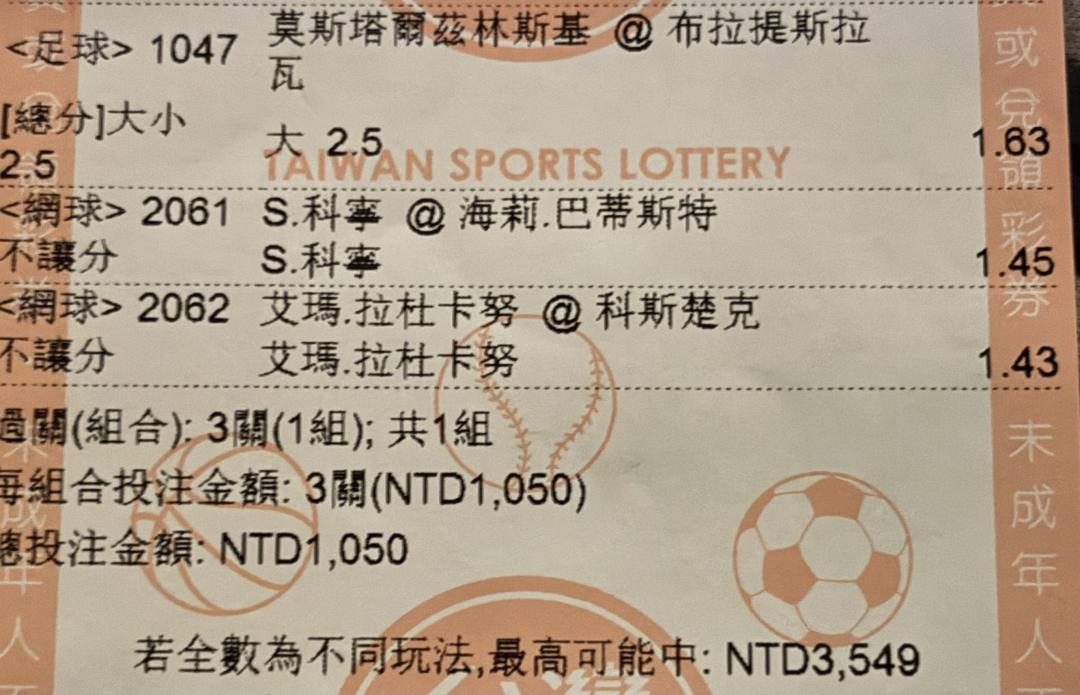 <足球> 1047 莫斯塔爾茲林斯基 @ 布拉提斯拉
瓦
[總分]大小
2.5 大 2.5 1.63
TAIWAN SPORTS LOTTERY
<網球> 2061 S.科寧 @ 海莉.巴蒂斯特
不讓分 S.科寧 1.45
<網球> 2062 艾瑪.拉杜卡努 @ 科斯楚克
不讓分 艾瑪.拉杜卡努 1.43
過關(組合): 3關(1組); 共1組
每組合投注金額: 3關(NTD1,050)
總投注金額: NTD1,050
若全數為不同玩法,最高可能中: NTD3,549
或兌領彩券
未成年人
未成年人